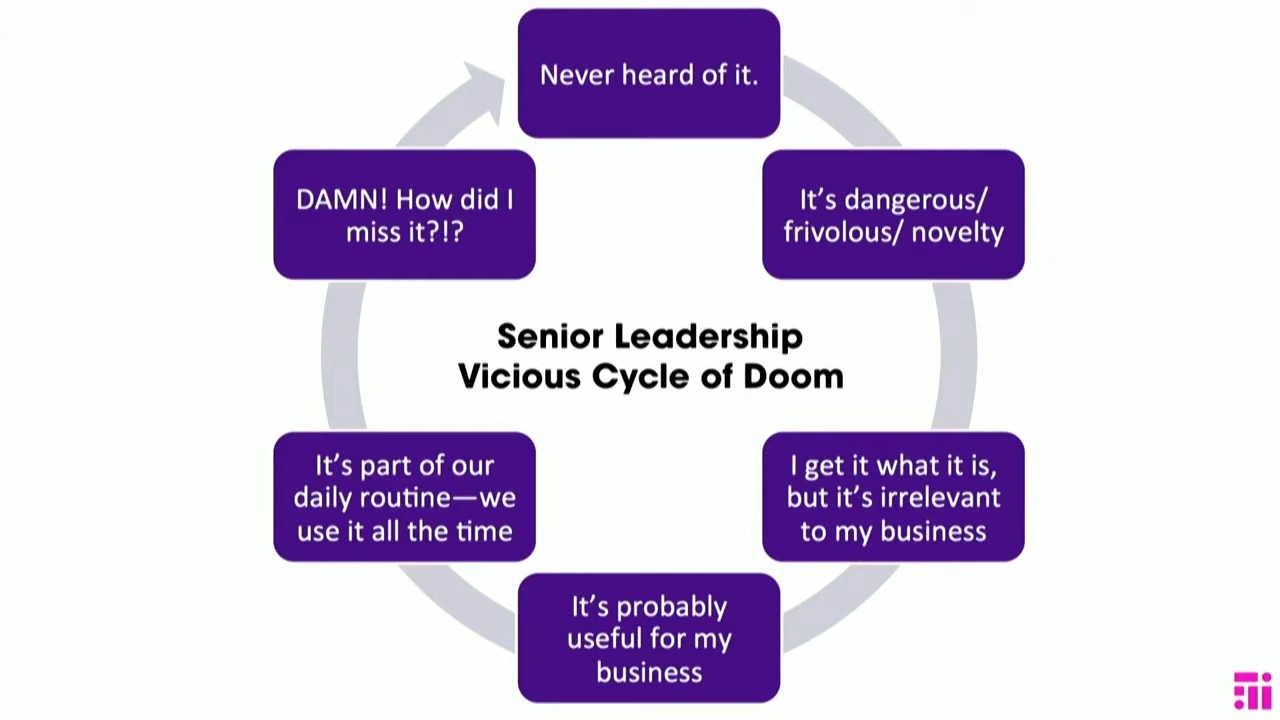 Never heard of it.
It's dangerous/
frivolous/ novelty
I get it what it is,
but it's irrelevant
to my business
It's probably
useful for my
business
It's part of our
daily routine—we
use it all the time
DAMN! How did I
miss it?!?
Senior Leadership
Vicious Cycle of Doom